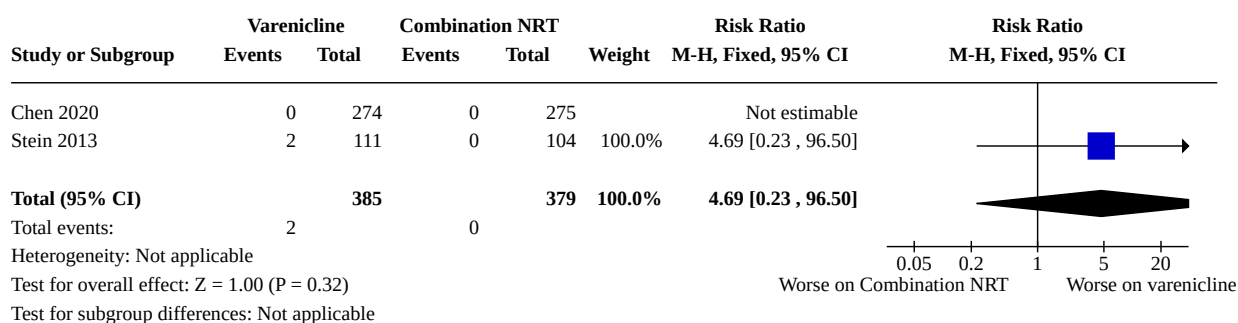 Varenicline Combination NRT Risk Ratio Risk Ratio
Study or Subgroup Events Total Events Total Weight M-H, Fixed, 95% CI M-H, Fixed, 95% CI
Chen 2020 0 274 0 275 Not estimable
Stein 2013 2 111 0 104 100.0% 4.69 [0.23 , 96.50]
Total (95% CI) 385 379 100.0% 4.69 [0.23 , 96.50]
Total events: 2 0
Heterogeneity: Not applicable
0.05 0.2 1 5 20
Test for overall effect: Z = 1.00 (P = 0.32) Worse on Combination NRT Worse on varenicline
Test for subgroup differences: Not applicable